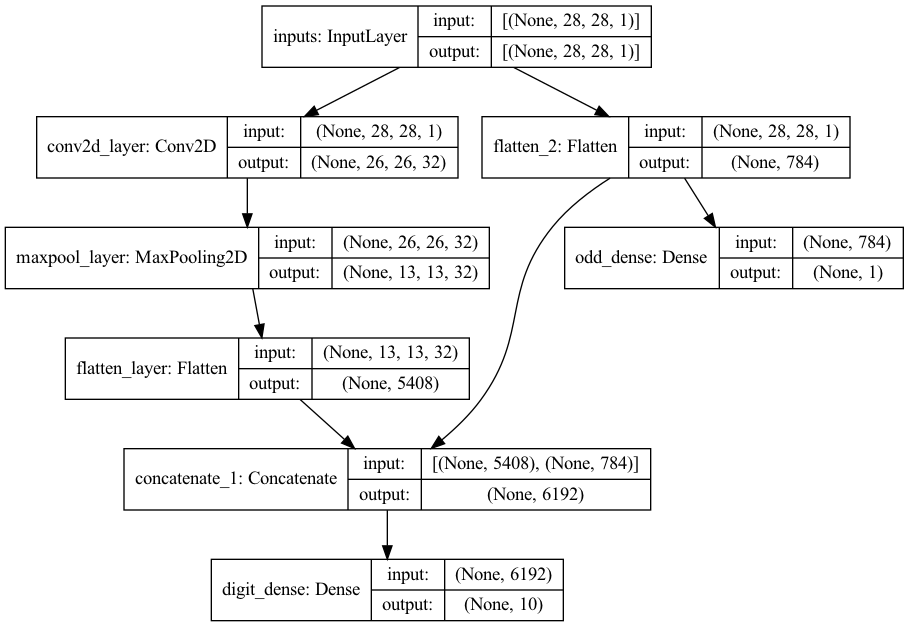 inputs: InputLayer
input:
[(None, 28, 28, 1)]
output:
[(None, 28, 28, 1)]
conv2d_layer: Conv2D
input:
(None, 28, 28, 1)
output:
(None, 26, 26, 32)
flatten_2: Flatten
input:
(None, 28, 28, 1)
output:
(None, 784)
maxpool_layer: MaxPooling2D
input:
(None, 26, 26, 32)
output:
(None, 13, 13, 32)
odd_dense: Dense
input:
(None, 784)
output:
(None, 1)
flatten_layer: Flatten
input:
(None, 13, 13, 32)
output:
(None, 5408)
concatenate_1: Concatenate
input:
[(None, 5408), (None, 784)]
output:
(None, 6192)
digit_dense: Dense
input:
(None, 6192)
output:
(None, 10)